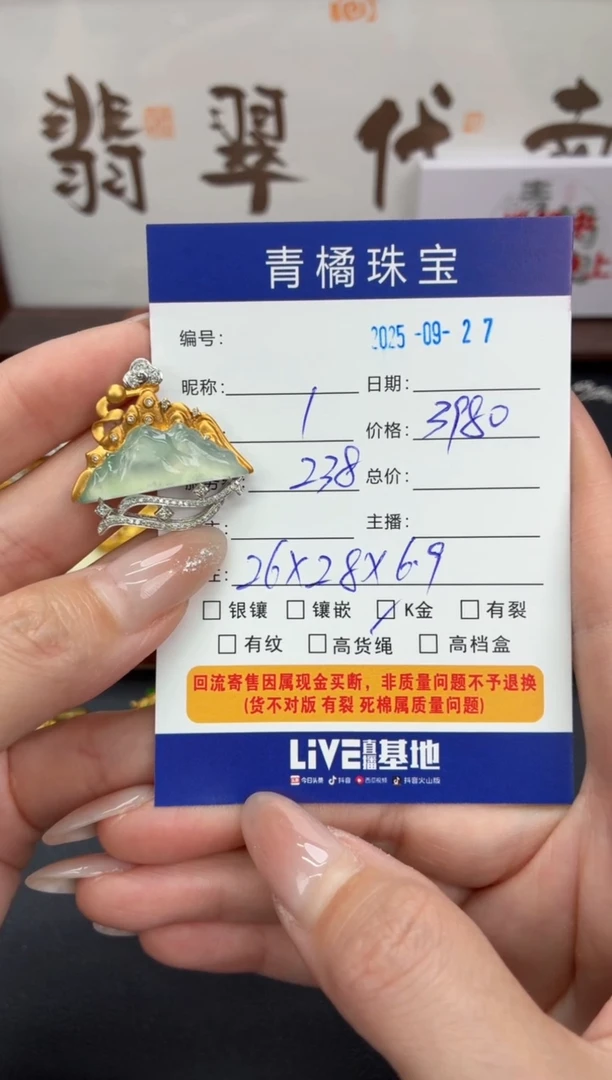 翡翠代
青橘珠宝
编号: 2025-09-27
昵称: 日期:
1 价格: 3980
238 总价:
主播:
26X28X6.9
银镶 镶嵌 K金 有裂
有纹 高货绳 高档盒
回流寄售因属现金买断，非质量问题不予退换
(货不对版 有裂 死棉属质量问题)
LiVE直播基地
今日头条 抖音 西瓜视频 抖音火山版